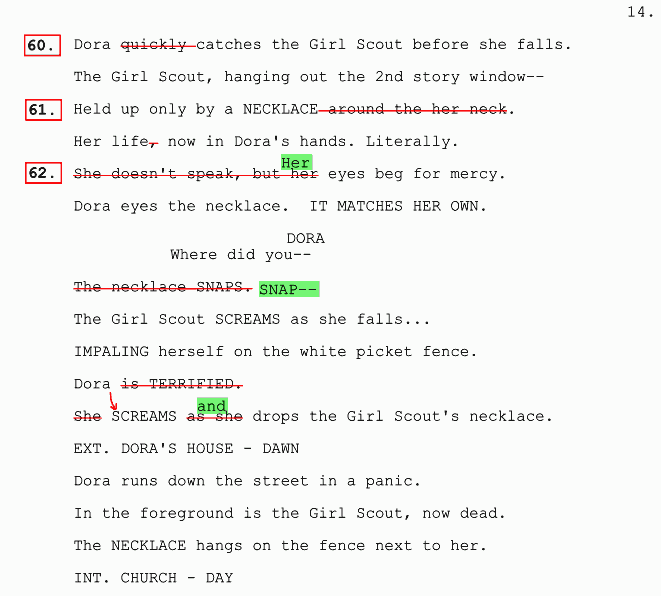 14.
60. Dora quickly catches the Girl Scout before she falls.
The Girl Scout, hanging out the 2nd story window--
61. Held up only by a NECKLACE around the her neck.
Her life, now in Dora's hands. Literally.
Her
62. She doesn't speak, but her eyes beg for mercy.
Dora eyes the necklace.  IT MATCHES HER OWN.
DORA
Where did you--
The necklace SNAPS. SNAP--
The Girl Scout SCREAMS as she falls...
IMPALING herself on the white picket fence.
Dora is TERRIFIED.
and
She SCREAMS as she drops the Girl Scout's necklace.
EXT. DORA'S HOUSE - DAWN
Dora runs down the street in a panic.
In the foreground is the Girl Scout, now dead.
The NECKLACE hangs on the fence next to her.
INT. CHURCH - DAY